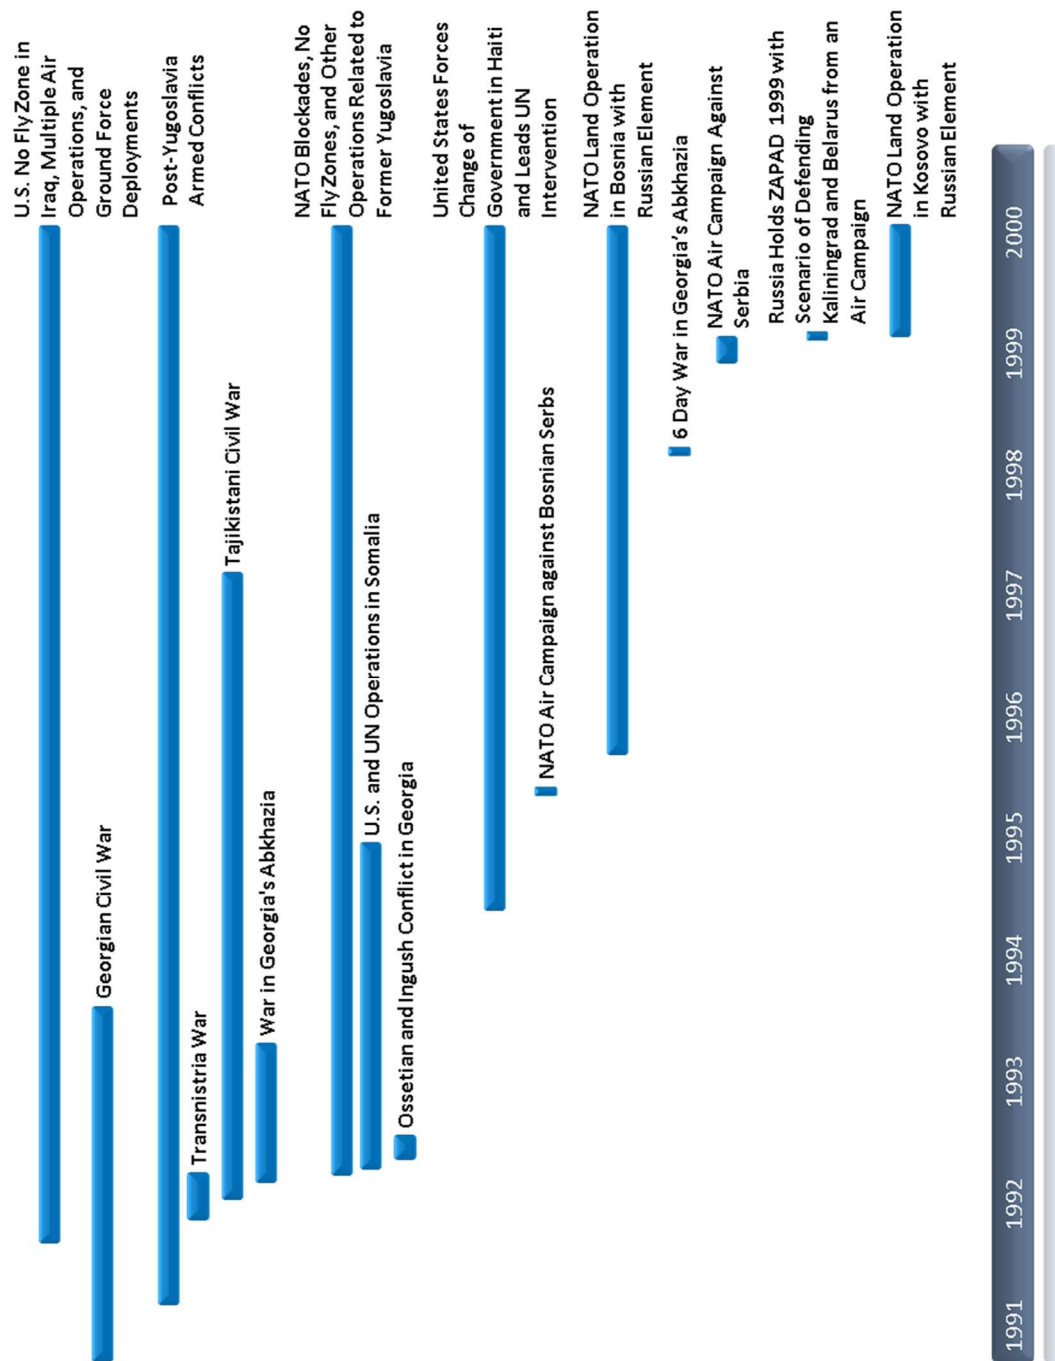 U.S. No Fly Zone in
Iraq, Multiple Air
Operations, and
Ground Force
Deployments
Georgian Civil War
Post-Yugoslavia
Armed Conflicts
Transnistria War
Tajikistani Civil War
War in Georgia's Abkhazia
NATO Blockades, No
Fly Zones, and Other
Operations Related to
Former Yugoslavia
U.S. and UN Operations in Somalia
Ossetian and Ingush Conflict in Georgia
United States Forces
Change of
Government in Haiti
and Leads UN
Intervention
NATO Air Campaign against Bosnian Serbs
NATO Land Operation
in Bosnia with
Russian Element
6 Day War in Georgia's Abkhazia
NATO Air Campaign Against
Serbia
Russia Holds ZAPAD 1999 with
Scenario of Defending
Kaliningrad and Belarus from an
Air Campaign
NATO Land Operation
in Kosovo with
Russian Element
1991 1992 1993 1994 1995 1996 1997 1998 1999 2000